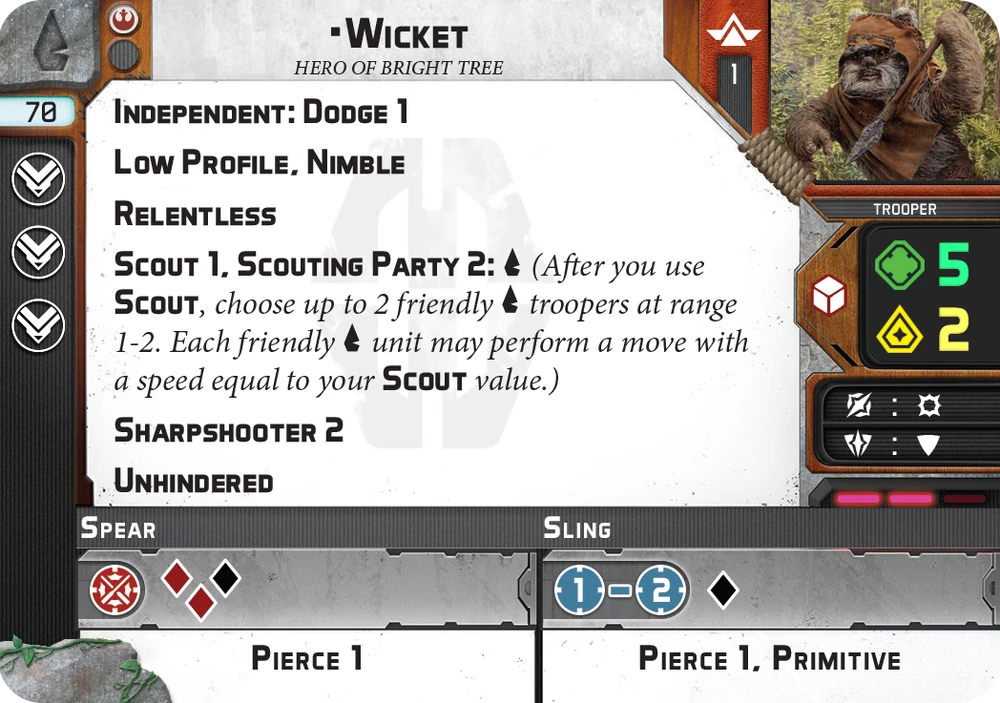 ▪Wicket
HERO OF BRIGHT TREE
1
70
Independent: Dodge 1
Low Profile, Nimble
Relentless
Scout 1, Scouting Party 2: (After you use
Scout, choose up to 2 friendly troopers at range
1-2. Each friendly unit may perform a move with
a speed equal to your Scout value.)
Sharpshooter 2
Unhindered
TROOPER
5
2
:
:
Spear
Pierce 1
Sling
1-2
Pierce 1, Primitive